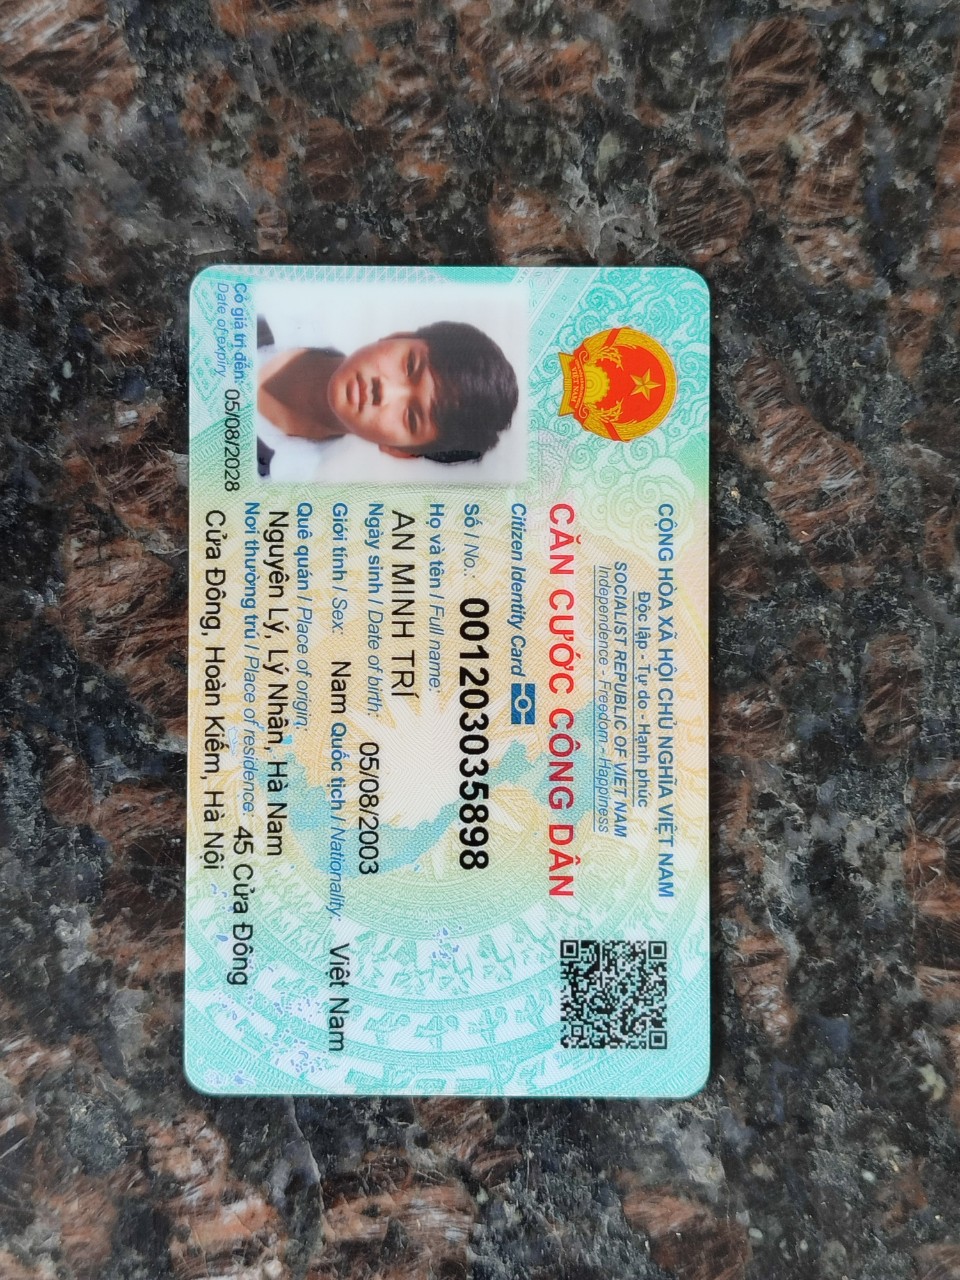 CỘNG HÒA XÃ HỘI CHỦ NGHĨA VIỆT NAM
Độc lập - Tự do - Hạnh phúc
SOCIALIST REPUBLIC OF VIET NAM
Independence - Freedom - Happiness
CĂN CƯỚC CÔNG DÂN
Citizen Identity Card
Số / No.: 001203035898
Họ và tên / Full name:
AN MINH TRÍ
Ngày sinh / Date of birth: 05/08/2003
Giới tính / Sex: Nam Quốc tịch / Nationality: Việt Nam
Quê quán / Place of origin:
Nguyên Lý, Lý Nhân, Hà Nam
Nơi thường trú / Place of residence: 45 Cửa Đông
Cửa Đông, Hoàn Kiếm, Hà Nội
Có giá trị đến: 05/08/2028
Date of expiry
VIỆT NAM